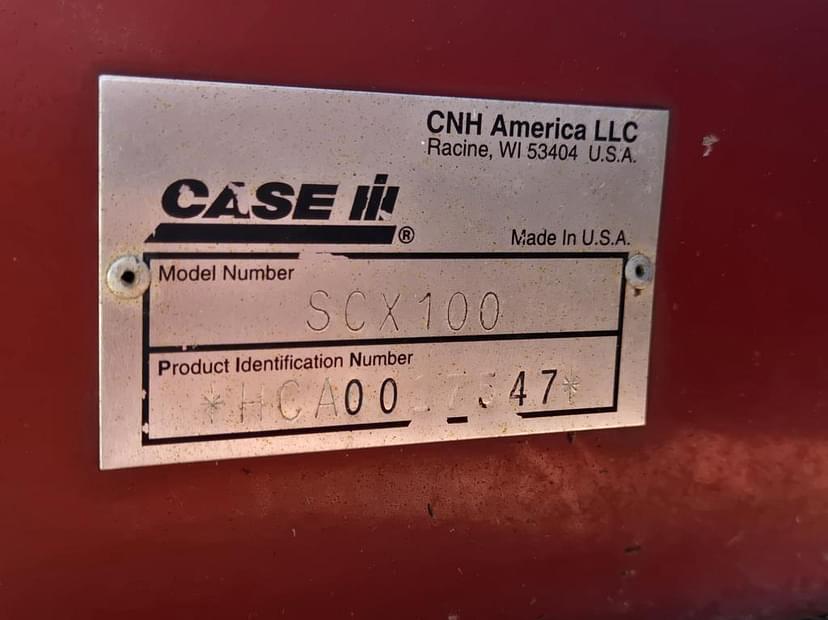 CNH America LLC
Racine, WI 53404 U.S.A.
CASE IH
®
Made In U.S.A.
Model Number
SCX100
Product Identification Number